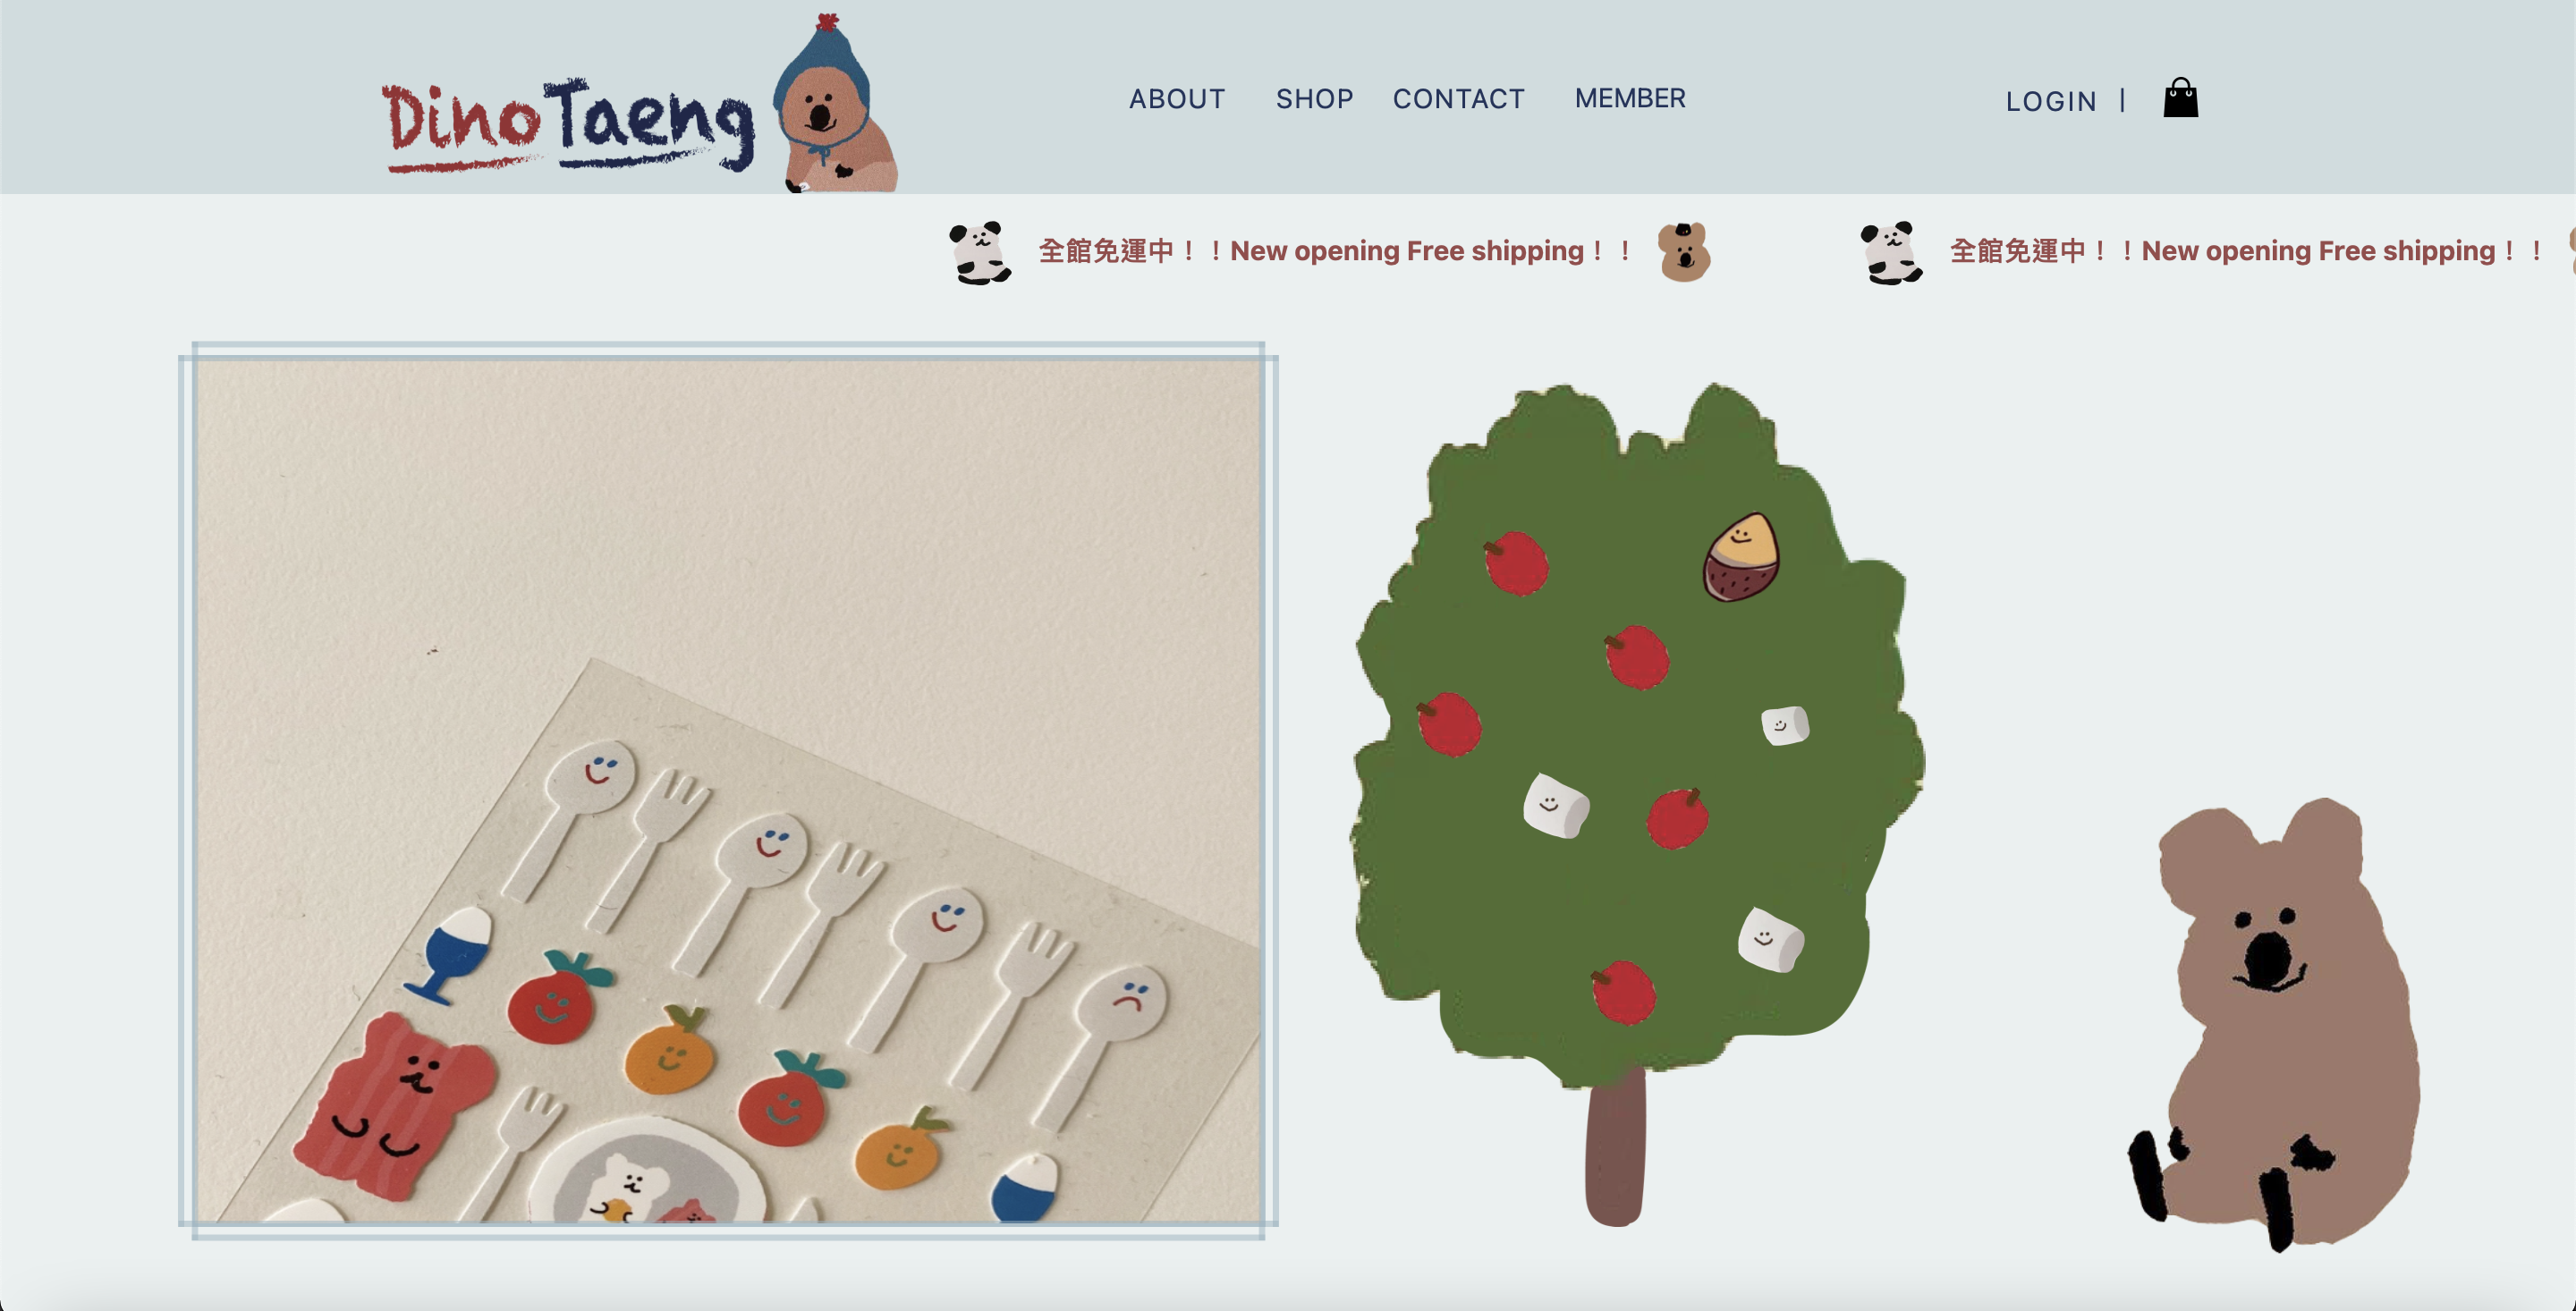 DinoTaeng
ABOUT SHOP CONTACT MEMBER
LOGIN |
全館免運中！！New opening Free shipping！！
全館免運中！！New opening Free shipping！！